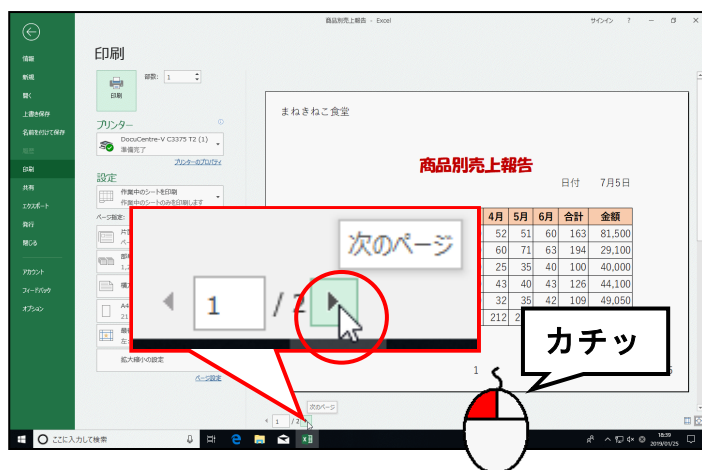 商品別売上報告 - Excel
サインイン ? － ×
情報
新規
開く
上書き保存
名前を付けて保存
履歴
印刷
共有
エクスポート
発行
閉じる
アカウント
フィードバック
オプション
印刷
部数: 1
印刷
プリンター
DocuCentre-V C3375 T2 (1)
準備完了
プリンターのプロパティ
設定
作業中のシートを印刷
作業中のシートのみを印刷します
ページ指定:
A4
21
拡大縮小の設定
ページ設定
まねきねこ食堂
商品別売上報告
日付 7月5日
4月 5月 6月 合計 金額
52 51 60 163 81,500
60 71 63 194 29,100
25 35 40 100 40,000
43 40 43 126 44,100
32 35 42 109 49,050
212
1
次のページ
1 / 2
カチッ
次のページ
1 / 2
ここに入力して検索
18:39
2019/01/25